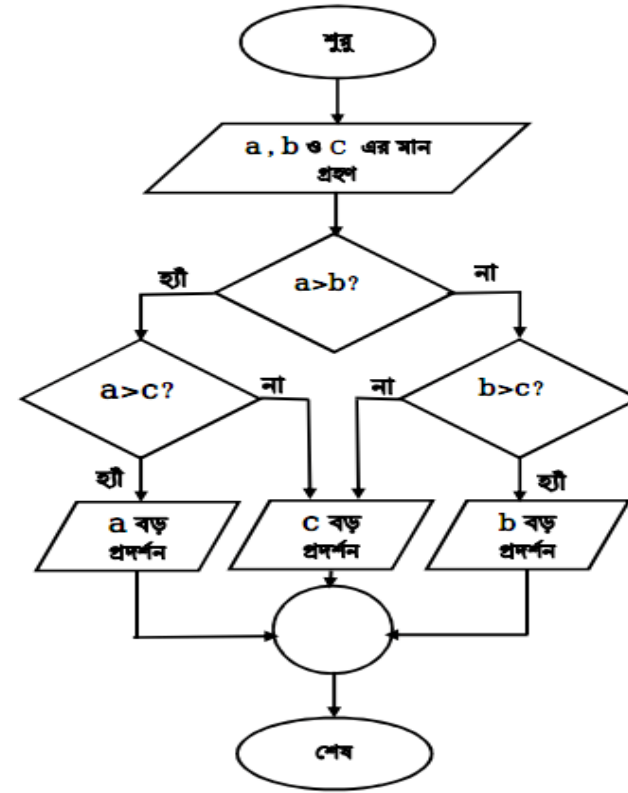 শুরু
a,b ও C এর মান
গ্রহণ
a>b?
হ্যাঁ
না
a>c?
না
না
b>c?
হ্যাঁ
হ্যাঁ
a বড়
প্রদর্শন
c বড়
প্রদর্শন
b বড়
প্রদর্শন
শেষ